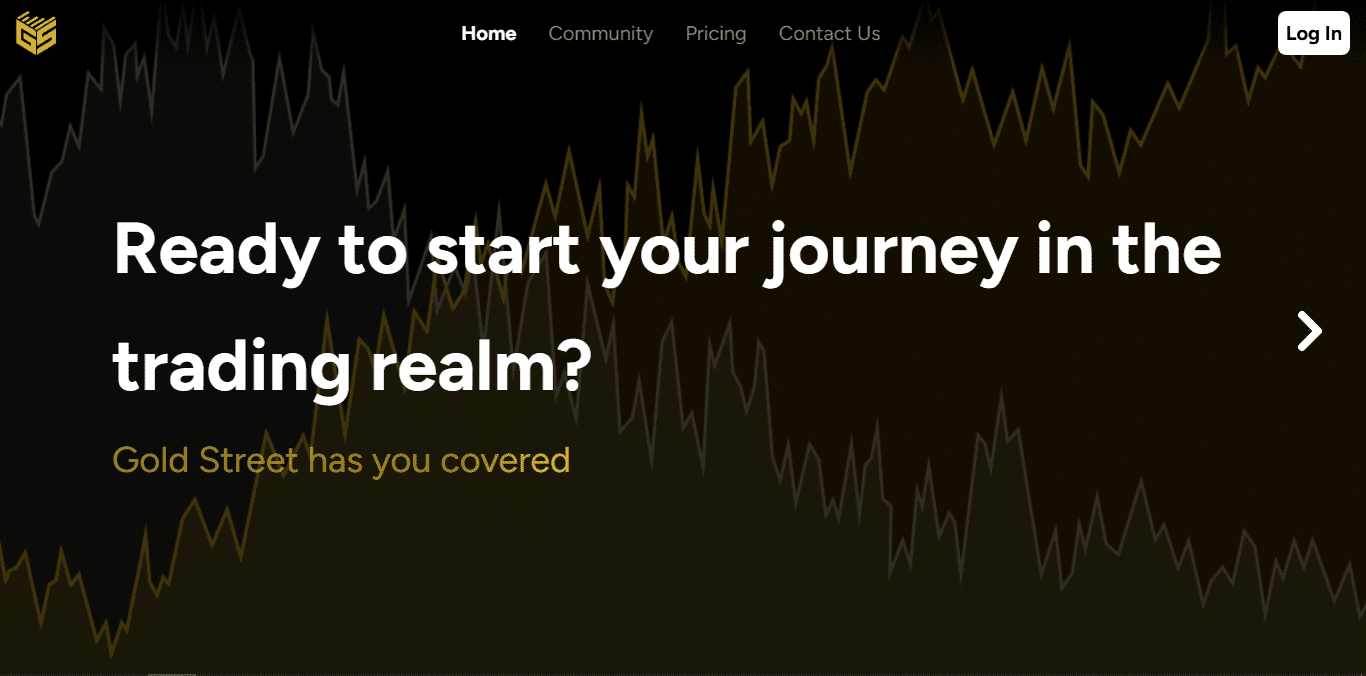 GS
Home Community Pricing Contact Us
Log In
Ready to start your journey in the
trading realm?
Gold Street has you covered